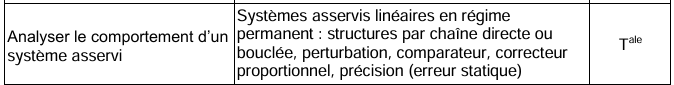 Analyser le comportement d'un
système asservi
Systèmes asservis linéaires en régime
permanent : structures par chaîne directe ou
bouclée, perturbation, comparateur, correcteur
proportionnel, précision (erreur statique)
Tale